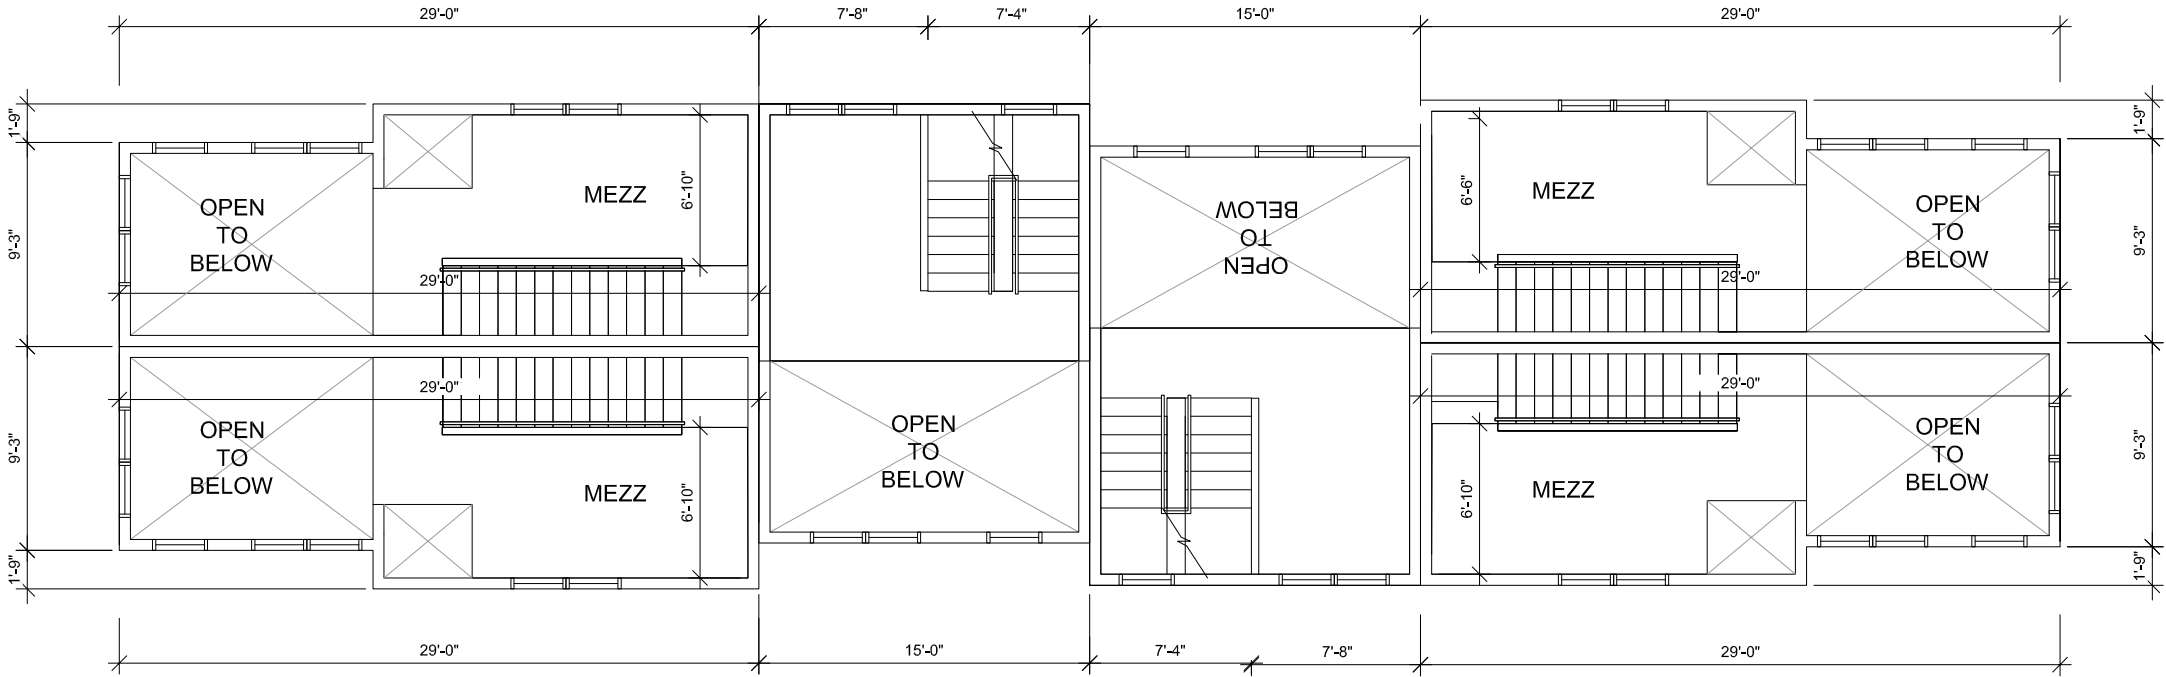 29'-0"
7'-8"
7'-4"
15'-0"
29'-0"
1'-9"
9'-3"
9'-3"
1'-9"
OPEN
TO
BELOW
MEZZ
6'-10"
29'-0"
OPEN
TO
BELOW
MEZZ
6'-10"
29'-0"
OPEN
TO
BELOW
OPEN
TO
BELOW
MEZZ
6'-6"
29'-0"
OPEN
TO
BELOW
MEZZ
6'-10"
29'-0"
OPEN
TO
BELOW
1'-9"
9'-3"
9'-3"
1'-9"
29'-0"
15'-0"
7'-4"
7'-8"
29'-0"